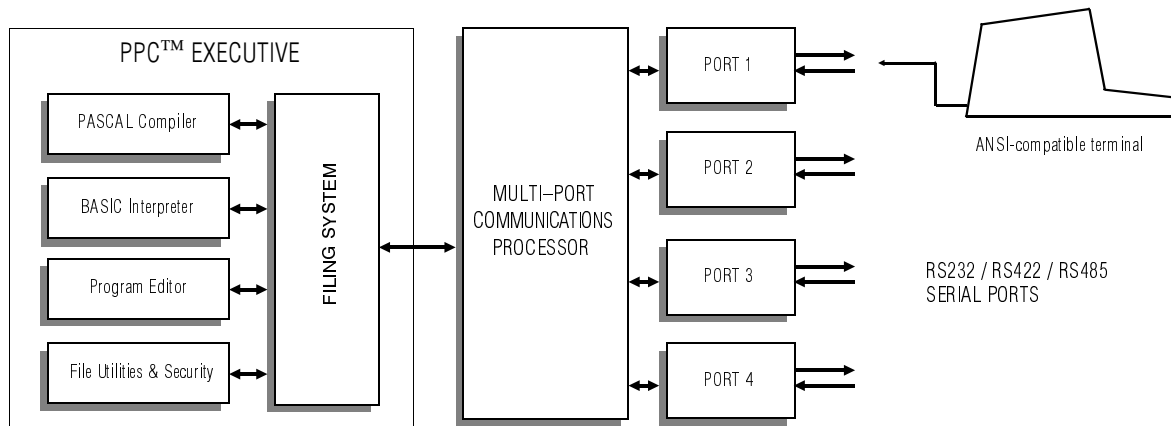 PPC™ EXECUTIVE
PASCAL Compiler
BASIC Interpreter
Program Editor
File Utilities & Security
FILING SYSTEM
MULTI–PORT
COMMUNICATIONS
PROCESSOR
PORT 1
PORT 2
PORT 3
PORT 4
ANSI-compatible terminal
RS232 / RS422 / RS485
SERIAL PORTS